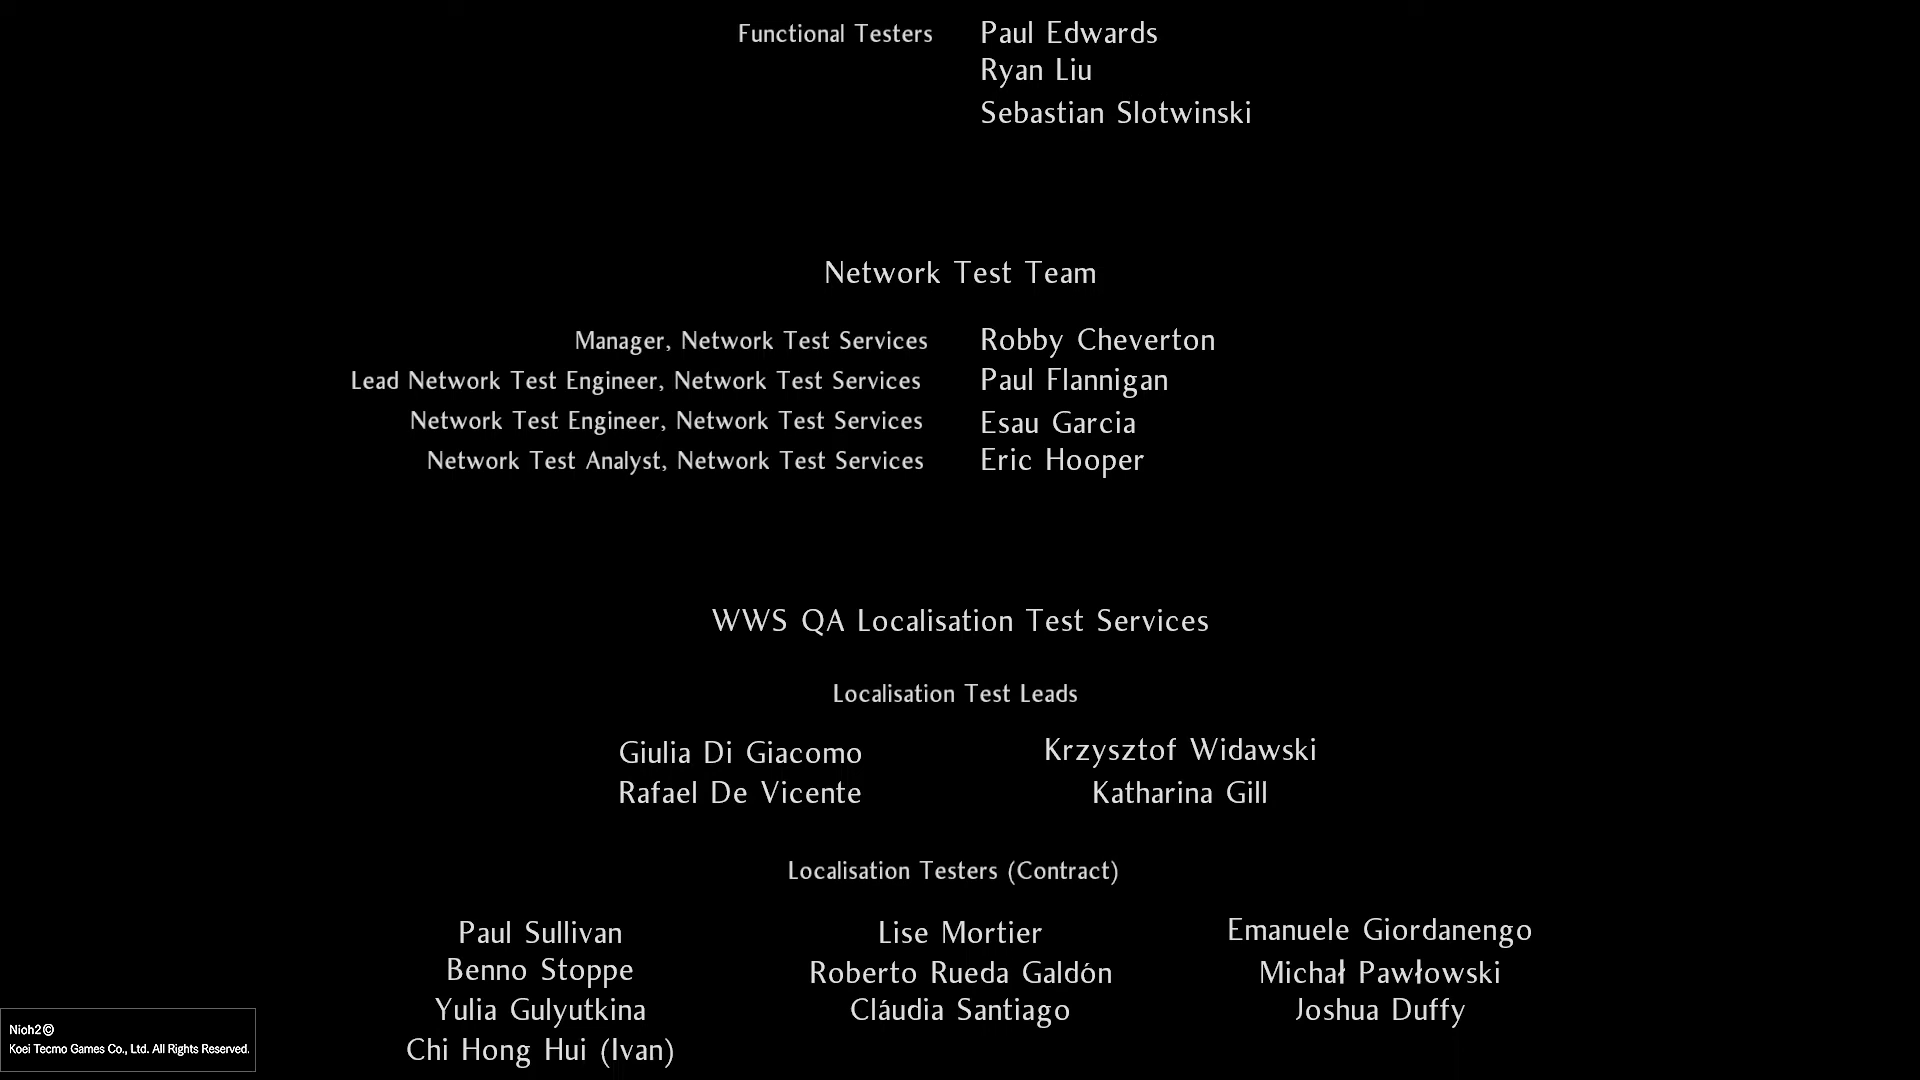 Functional Testers Paul Edwards
Ryan Liu
Sebastian Slotwinski
Network Test Team
Manager, Network Test Services Robby Cheverton
Lead Network Test Engineer, Network Test Services Paul Flannigan
Network Test Engineer, Network Test Services Esau Garcia
Network Test Analyst, Network Test Services Eric Hooper
WWS QA Localisation Test Services
Localisation Test Leads
Giulia Di Giacomo Krzysztof Widawski
Rafael De Vicente Katharina Gill
Localisation Testers (Contract)
Paul Sullivan Lise Mortier Emanuele Giordanengo
Benno Stoppe Roberto Rueda Galdón Michał Pawłowski
Yulia Gulyutkina Cláudia Santiago Joshua Duffy
Chi Hong Hui (Ivan)
Nioh2©
Koei Tecmo Games Co., Ltd. All Rights Reserved.